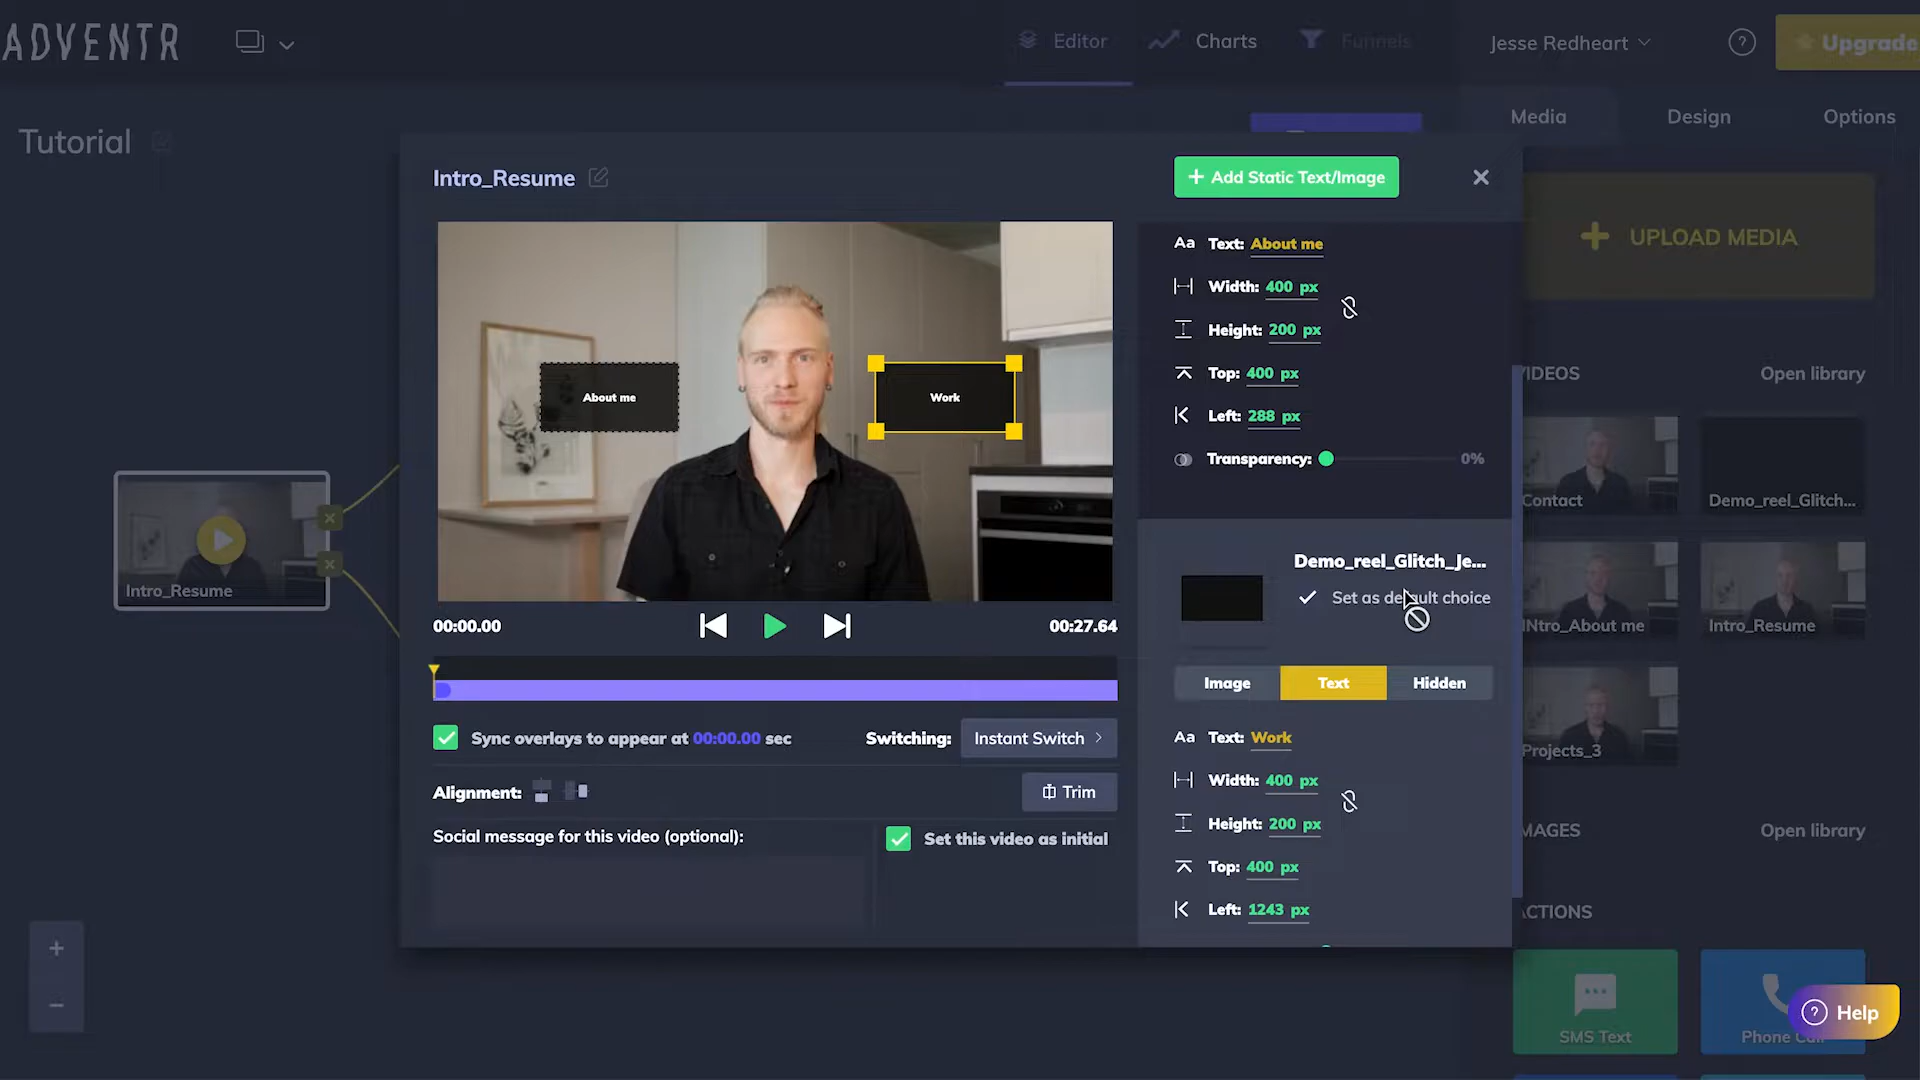 ADVENTR
Editor
Charts
Funnels
Jesse Redheart
?
Upgrade
Tutorial
Media
Design
Options
Intro_Resume
+ Add Static Text/Image
UPLOAD MEDIA
Aa Text: About me
Width: 400 px
Height: 200 px
Top: 400 px
Left: 288 px
Transparency: 0%
About me
Work
Intro_Resume
00:00.00
00:27.64
Demo_reel_Glitch_Je...
Set as default choice
Image
Text
Hidden
Aa Text: Work
Width: 400 px
Height: 200 px
Top: 400 px
Left: 1243 px
Sync overlays to appear at 00:00.00 sec
Switching:
Instant Switch
Alignment:
Trim
Social message for this video (optional):
Set this video as initial
VIDEOS
Open library
Contact
Demo_reel_Glitch...
INtro_About me
Intro_Resume
Projects_3
IMAGES
Open library
ACTIONS
SMS Text
Phone
? Help